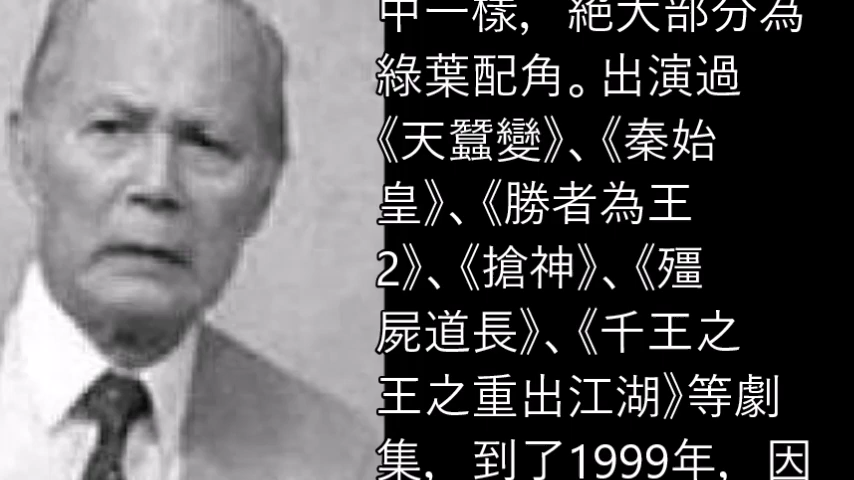 中一樣，絕大部分為
綠葉配角。出演過
《天蠶變》、《秦始
皇》、《勝者為王
2》、《搶神》、《殭
屍道長》、《千王之
王之重出江湖》等劇
集，到了1999年，因